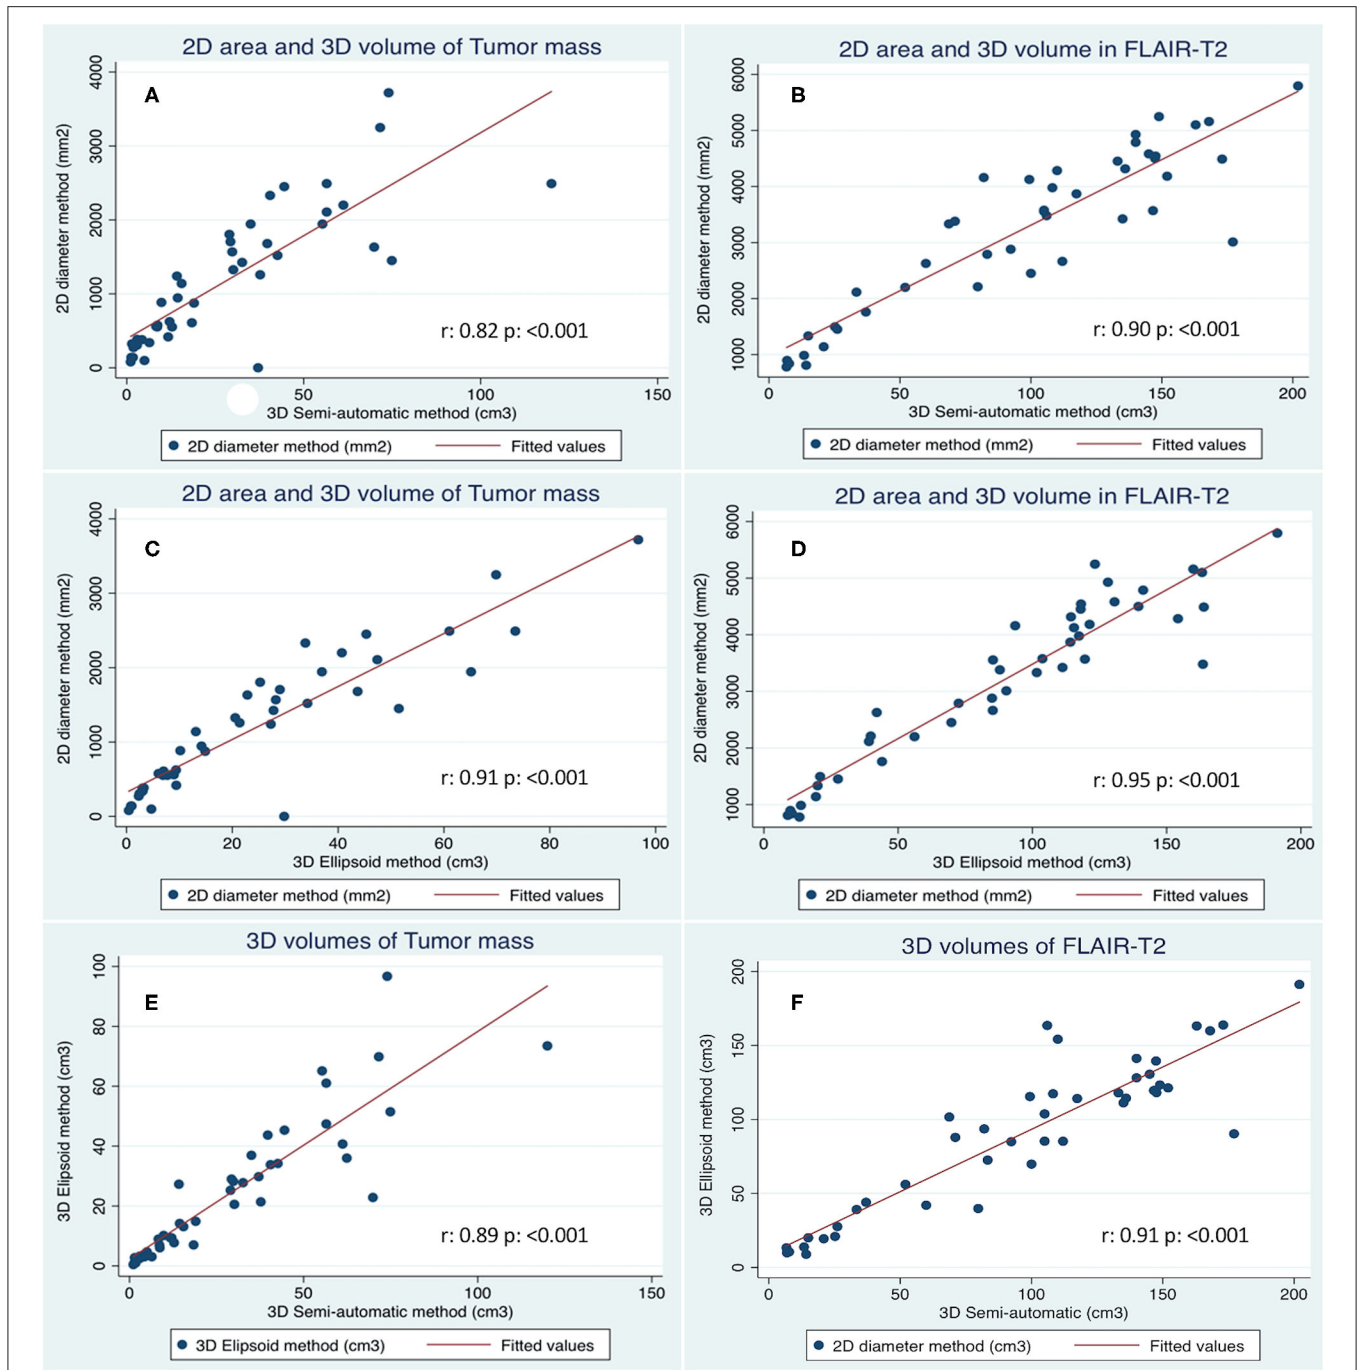 2D area and 3D volume of Tumor mass
A
2D diameter method (mm2)
4000
3000
2000
1000
0
r: 0.82 p: <0.001
0 50 100 150
3D Semi-automatic method (cm3)
2D diameter method (mm2) Fitted values
2D area and 3D volume in FLAIR-T2
B
2D diameter method (mm2)
6000
5000
4000
3000
2000
1000
r: 0.90 p: <0.001
0 50 100 150 200
3D Semi-automatic method (cm3)
2D diameter method (mm2) Fitted values
2D area and 3D volume of Tumor mass
C
2D diameter method (mm2)
4000
3000
2000
1000
0
r: 0.91 p: <0.001
0 20 40 60 80 100
3D Ellipsoid method (cm3)
2D diameter method (mm2) Fitted values
2D area and 3D volume in FLAIR-T2
D
2D diameter method (mm2)
6000
5000
4000
3000
2000
1000
r: 0.95 p: <0.001
0 50 100 150 200
3D Ellipsoid method (cm3)
2D diameter method (mm2) Fitted values
3D volumes of Tumor mass
E
3D Elipsoid method (cm3)
100
80
60
40
20
0
r: 0.89 p: <0.001
0 50 100 150
3D Semi-automatic method (cm3)
3D Elipsoid method (cm3) Fitted values
3D volumes of FLAIR-T2
F
3D Ellipsoid method (cm3)
200
150
100
50
0
r: 0.91 p: <0.001
0 50 100 150 200
3D Semi-automatic (cm3)
2D diameter method (cm3) Fitted values